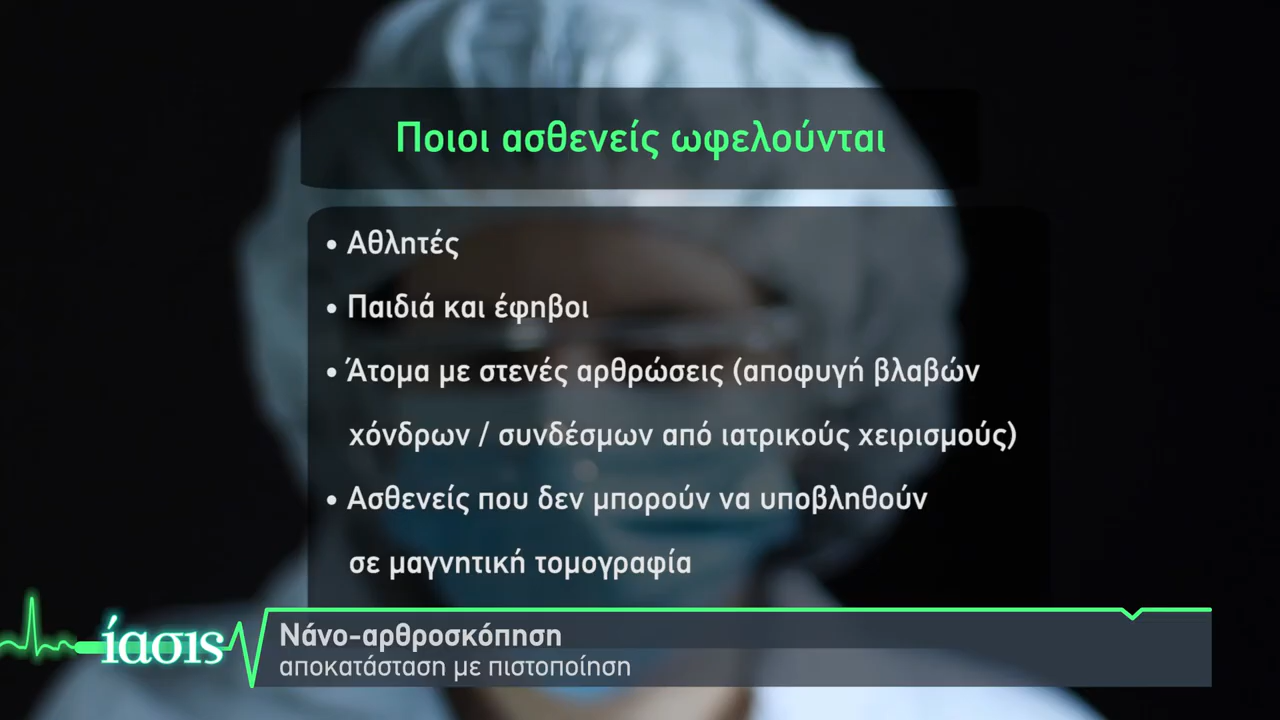 Ποιοι ασθενείς ωφελούνται
• Αθλητές
• Παιδιά και έφηβοι
• Άτομα με στενές αρθρώσεις (αποφυγή βλαβών
χόνδρων / συνδέσμων από ιατρικούς χειρισμούς)
• Ασθενείς που δεν μπορούν να υποβληθούν
σε μαγνητική τομογραφία
ίασις
Νάνο-αρθροσκόπηση
αποκατάσταση με πιστοποίηση